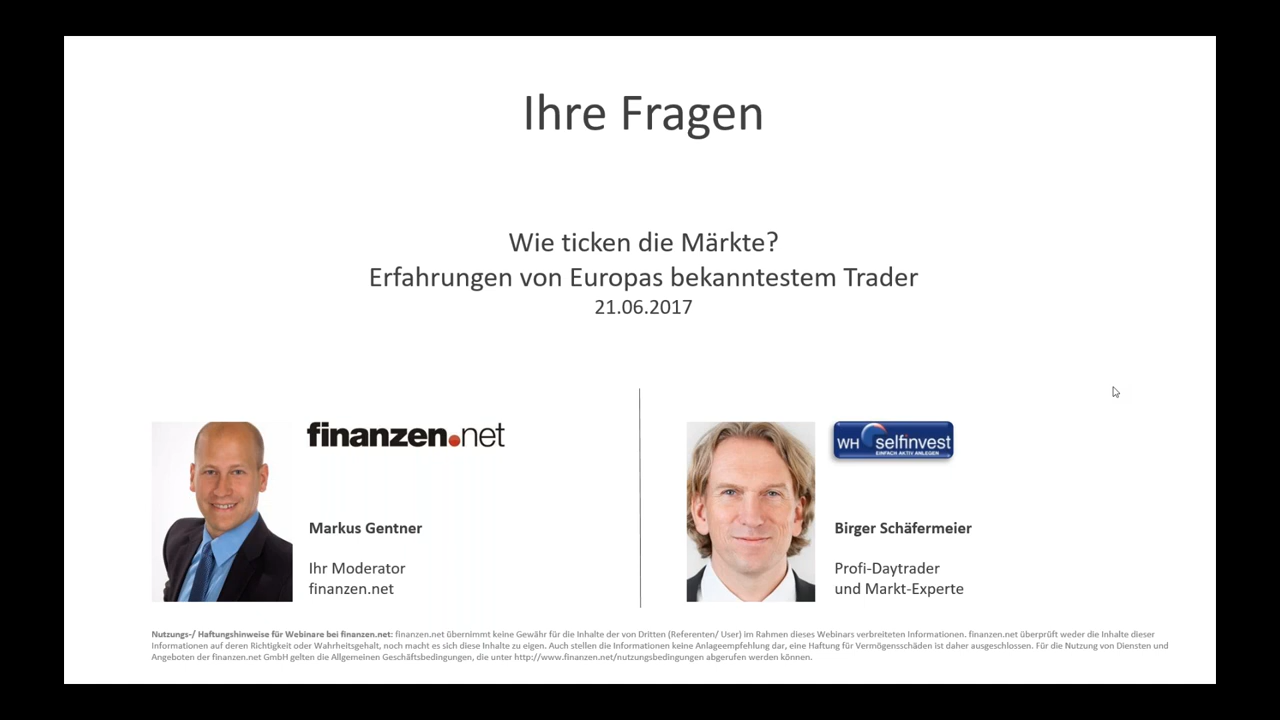 Ihre Fragen
Wie ticken die Märkte?
Erfahrungen von Europas bekanntestem Trader
21.06.2017
finanzen.net
Markus Gentner
Ihr Moderator
finanzen.net
WH selfinvest
EINFACH AKTIV ANLEGEN
Birger Schäfermeier
Profi-Daytrader
und Markt-Experte
Nutzungs-/ Haftungshinweise für Webinare bei finanzen.net: finanzen.net übernimmt keine Gewähr für die Inhalte der von Dritten (Referenten/ User) im Rahmen dieses Webinars verbreiteten Informationen. finanzen.net überprüft weder die Inhalte dieser
Informationen auf deren Richtigkeit oder Wahrheitsgehalt, noch macht es sich diese Inhalte zu eigen. Auch stellen die Informationen keine Anlageempfehlung dar, eine Haftung für Vermögensschäden ist daher ausgeschlossen. Für die Nutzung von Diensten und
Angeboten der finanzen.net GmbH gelten die Allgemeinen Geschäftsbedingungen, die unter http://www.finanzen.net/nutzungsbedingungen abgerufen werden können.